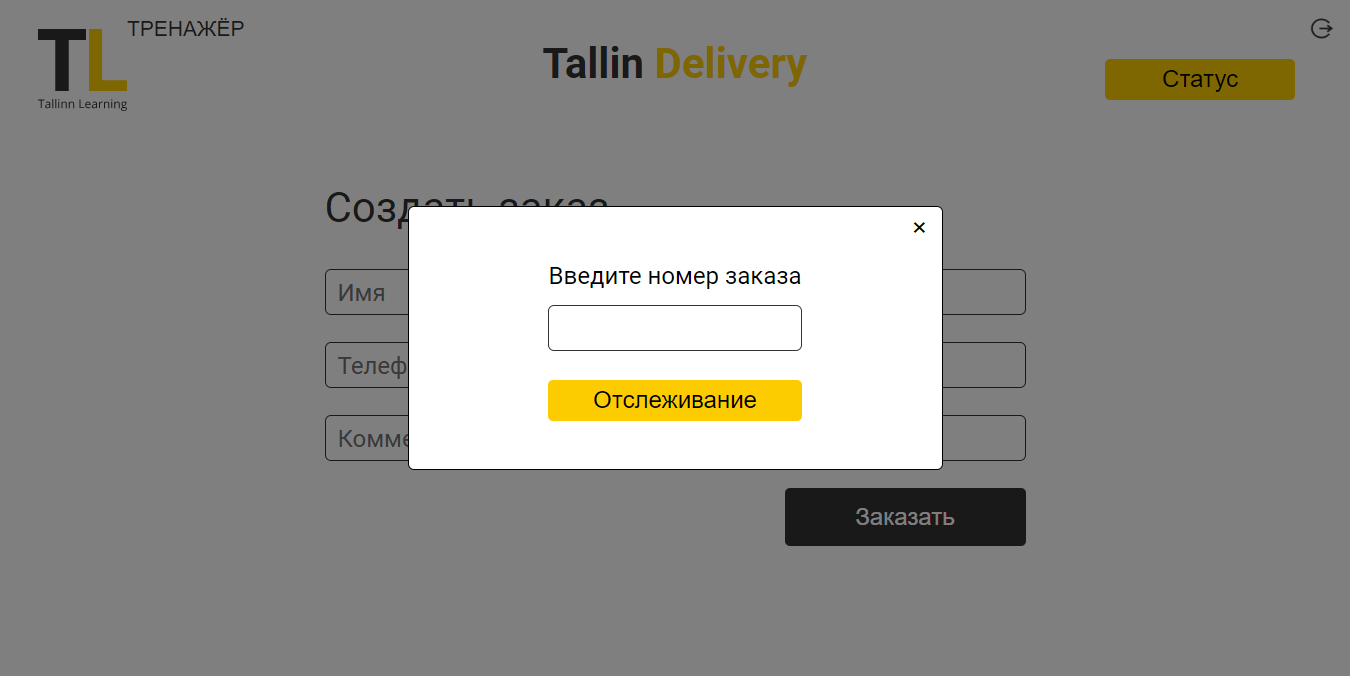 ТРЕНАЖЁР
TL
Tallinn Learning
Tallin Delivery
Статус
Создать заказ
×
Введите номер заказа
Имя
Телеф
Комме
Отслеживание
Заказать